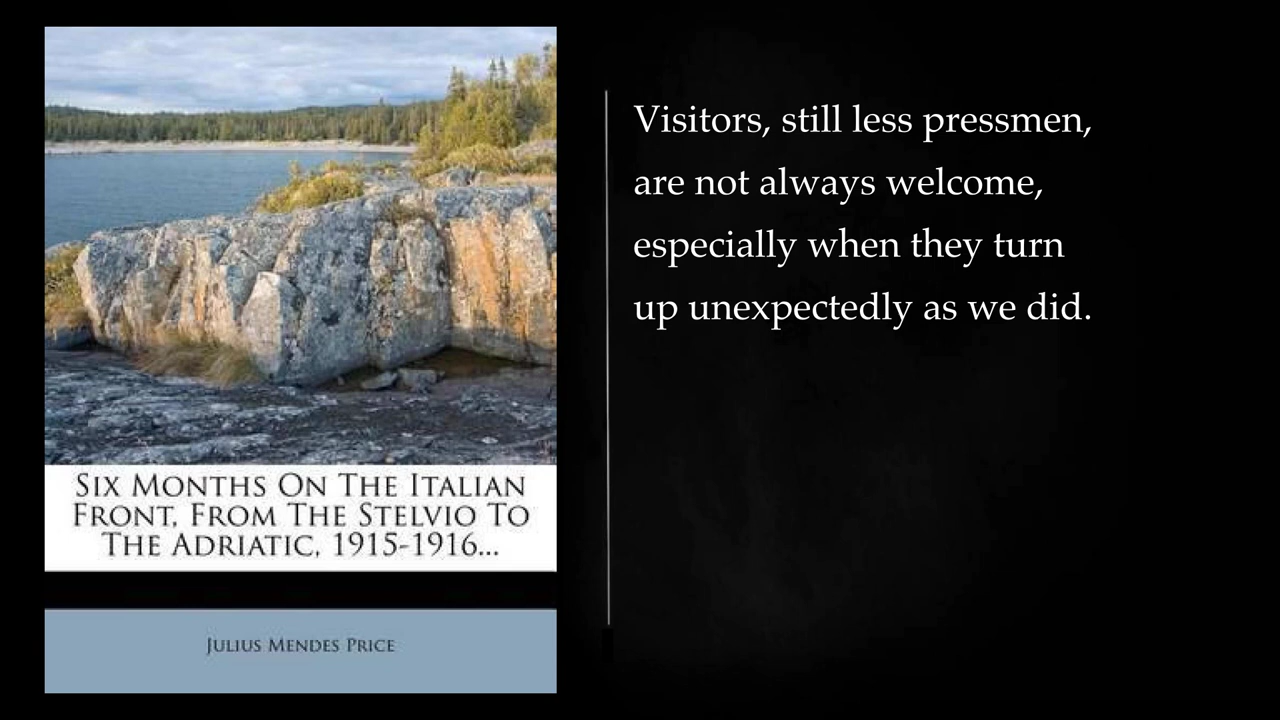 Visitors, still less pressmen,
are not always welcome,
especially when they turn
up unexpectedly as we did.
Six Months On The Italian
Front, From The Stelvio To
The Adriatic, 1915-1916...
Julius Mendes Price